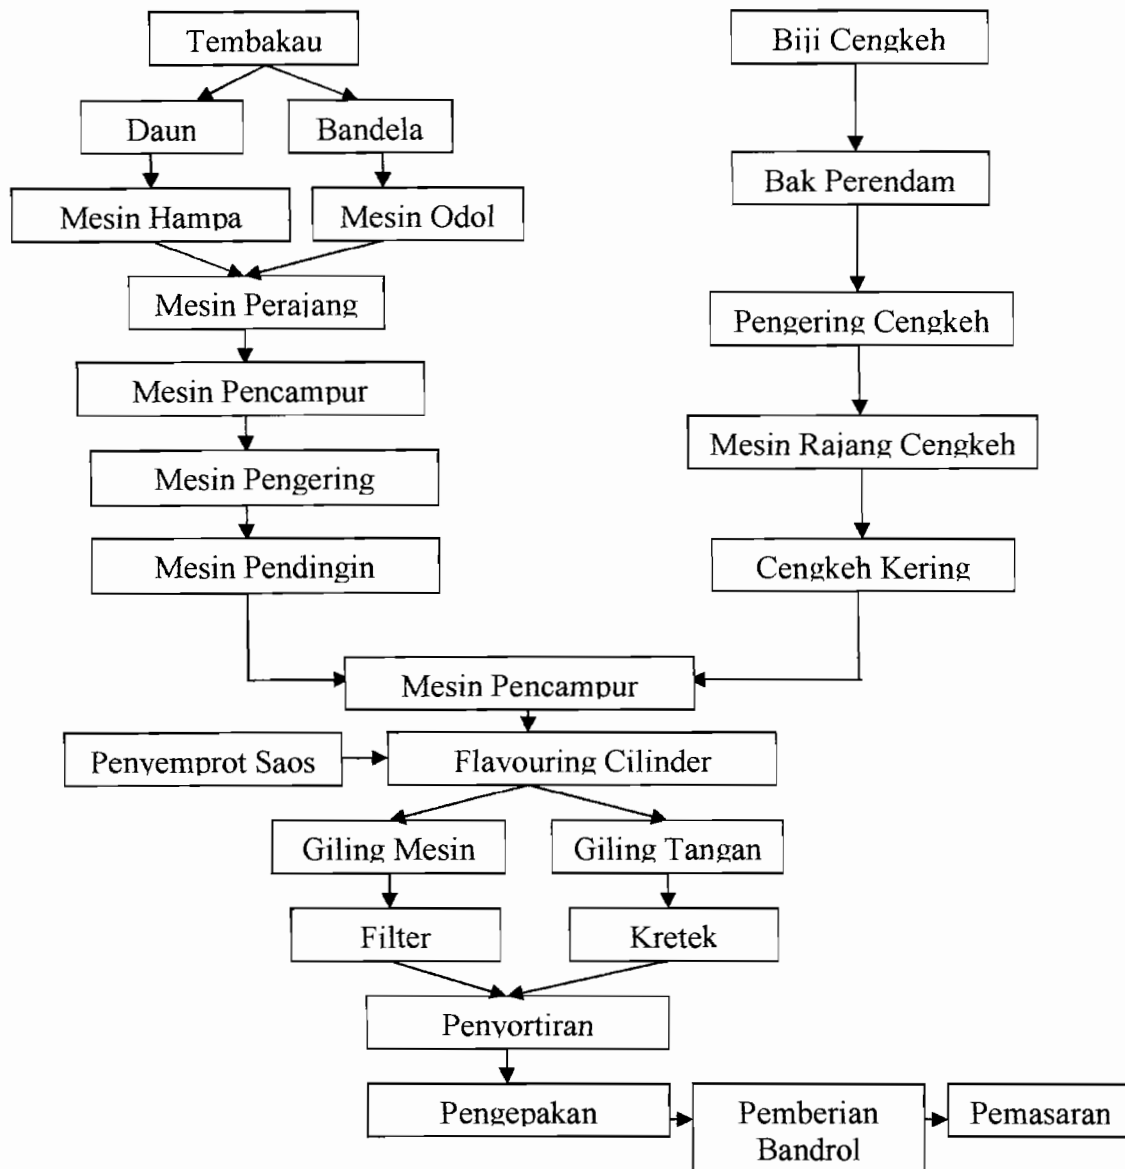 Tembakau
Biji Cengkeh
Daun
Bandela
Bak Perendam
Mesin Hampa
Mesin Odol
Mesin Perajang
Pengering Cengkeh
Mesin Pencampur
Mesin Rajang Cengkeh
Mesin Pengering
Mesin Pendingin
Cengkeh Kering
Mesin Pencampur
Penyemprot Saos
Flavouring Cilinder
Giling Mesin
Giling Tangan
Filter
Kretek
Penyortiran
Pengepakan
Pemberian
Bandrol
Pemasaran